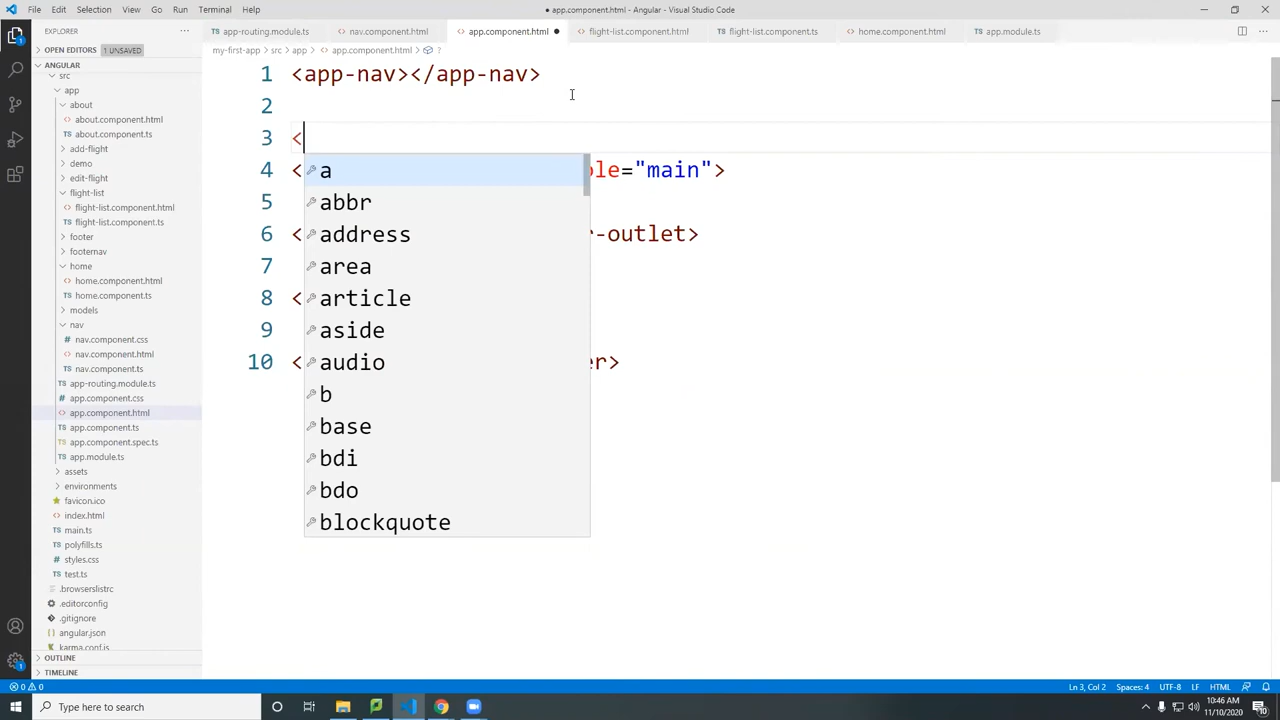 File Edit Selection View Go Run Terminal Help
● app.component.html - Angular - Visual Studio Code
EXPLORER
OPEN EDITORS 1 UNSAVED
ANGULAR
src
app
about
about.component.html
about.component.ts
add-flight
demo
edit-flight
flight-list
flight-list.component.html
flight-list.component.ts
footer
footernav
home
home.component.html
home.component.ts
models
nav
nav.component.css
nav.component.html
nav.component.ts
app-routing.module.ts
app.component.css
app.component.html
app.component.ts
app.component.spec.ts
app.module.ts
assets
environments
favicon.ico
index.html
main.ts
polyfills.ts
styles.css
test.ts
.browserslistrc
.editorconfig
.gitignore
angular.json
karma.conf.js
OUTLINE
TIMELINE
app-routing.module.ts nav.component.html app.component.html ● flight-list.component.html flight-list.component.ts home.component.html app.module.ts
my-first-app > src > app > app.component.html > ?
1 <app-nav></app-nav>
2
3 <
4 < ole="main">
5
6 < r-outlet>
7
8 <
9
10 < er>
a
abbr
address
area
article
aside
audio
b
base
bdi
bdo
blockquote
0 0 Ln 3, Col 2 Spaces: 4 UTF-8 LF HTML
Type here to search
10:46 AM
11/10/2020